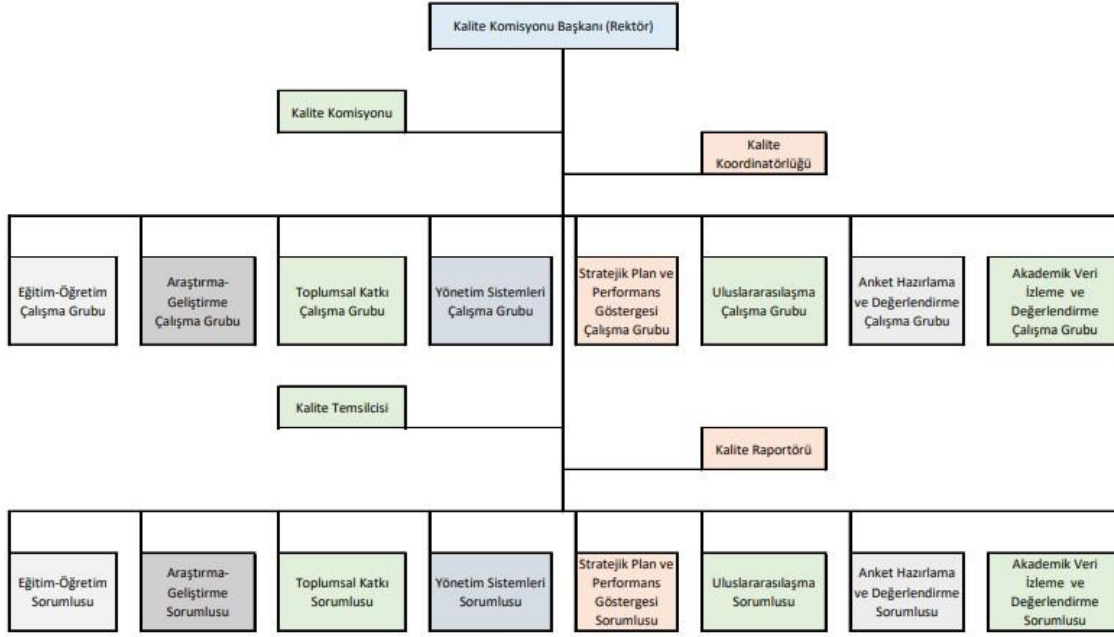 Kalite Komisyonu Başkanı (Rektör)
Kalite Komisyonu
Kalite
Koordinatörlüğü
Eğitim-Öğretim
Çalışma Grubu
Araştırma-
Geliştirme
Çalışma Grubu
Toplumsal Katkı
Çalışma Grubu
Yönetim Sistemleri
Çalışma Grubu
Stratejik Plan ve
Performans
Göstergesi
Çalışma Grubu
Uluslararasılaşma
Çalışma Grubu
Anket Hazırlama
ve Değerlendirme
Çalışma Grubu
Akademik Veri
İzleme ve
Değerlendirme
Çalışma Grubu
Kalite Temsilcisi
Kalite Raportörü
Eğitim-Öğretim
Sorumlusu
Araştırma-
Geliştirme
Sorumlusu
Toplumsal Katkı
Sorumlusu
Yönetim Sistemleri
Sorumlusu
Stratejik Plan ve
Performans
Göstergesi
Sorumlusu
Uluslararasılaşma
Sorumlusu
Anket Hazırlama
ve Değerlendirme
Sorumlusu
Akademik Veri
İzleme ve
Değerlendirme
Sorumlusu